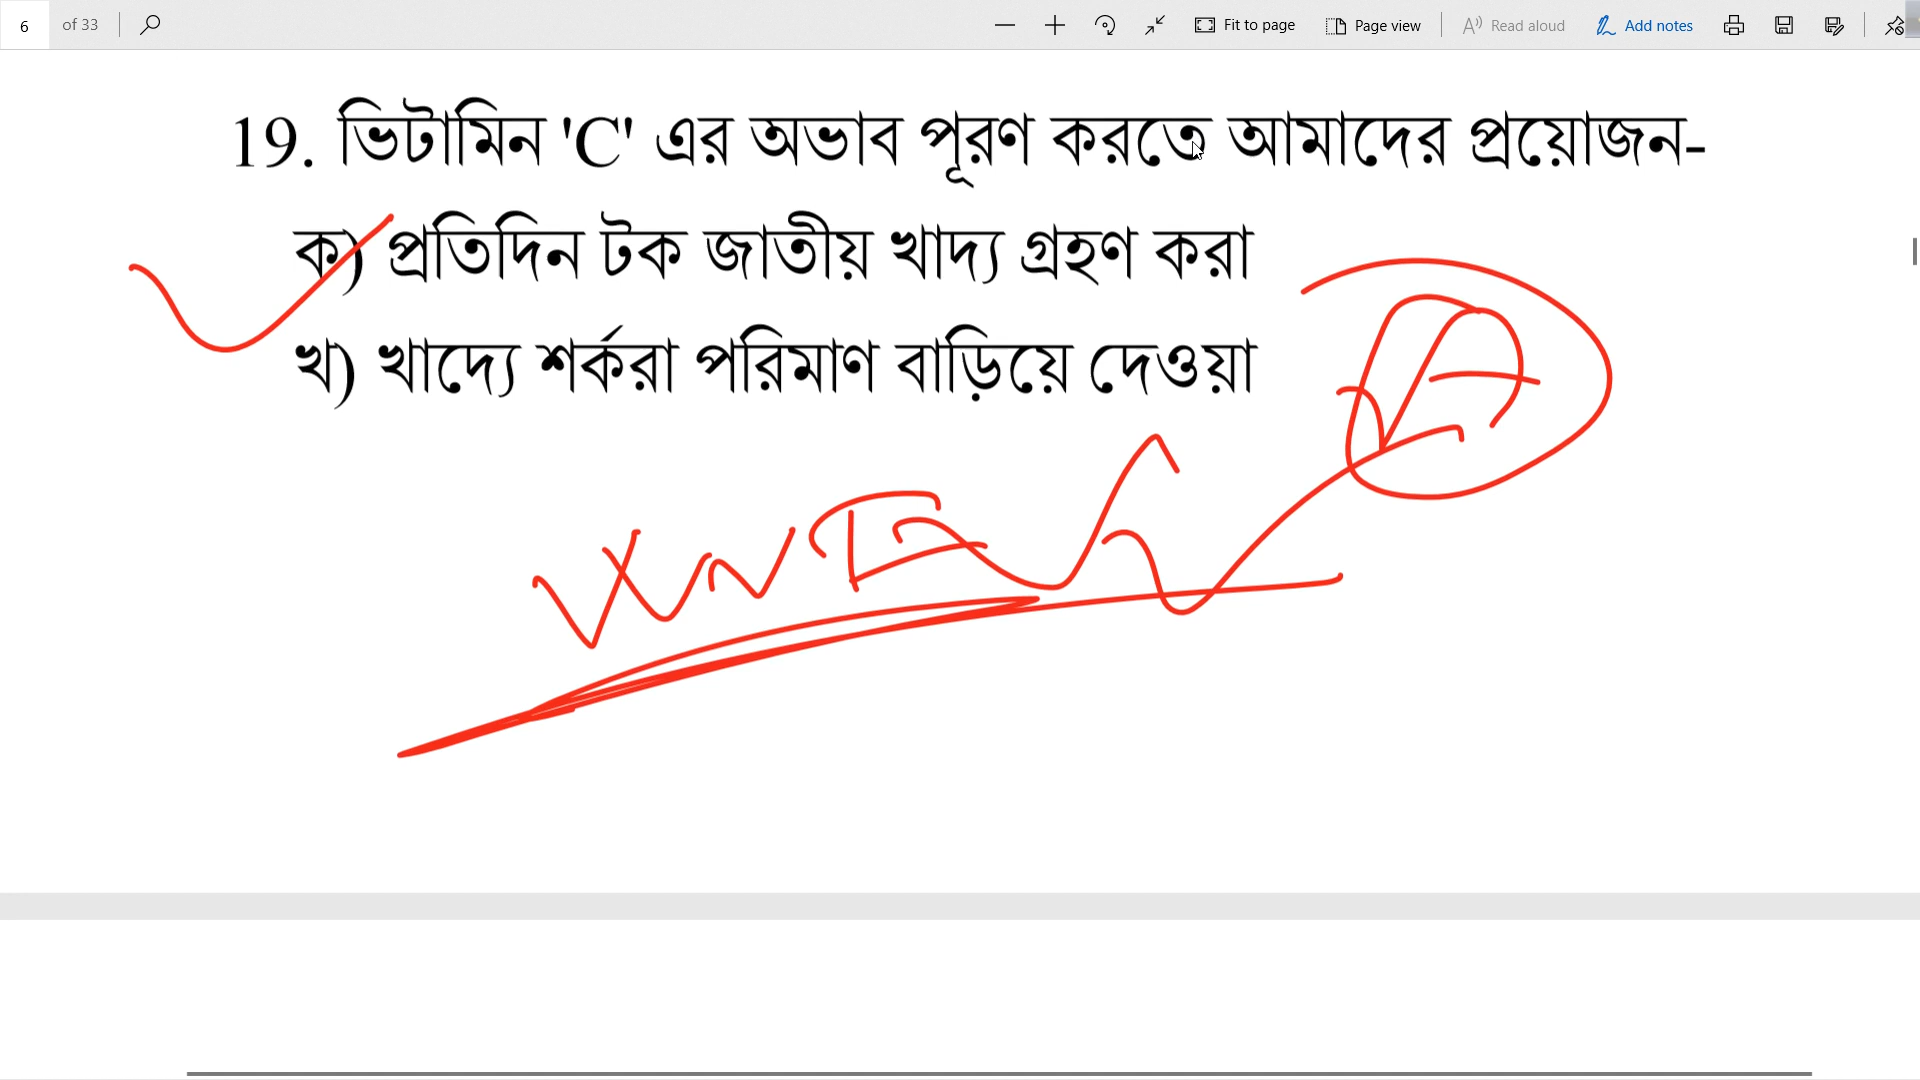 6 of 33 Fit to page Page view Read aloud Add notes
19. ভিটামিন 'C' এর অভাব পূরণ করতে আমাদের প্রয়োজন-
ক) প্রতিদিন টক জাতীয় খাদ্য গ্রহণ করা
খ) খাদ্যে শর্করা পরিমাণ বাড়িয়ে দেওয়া